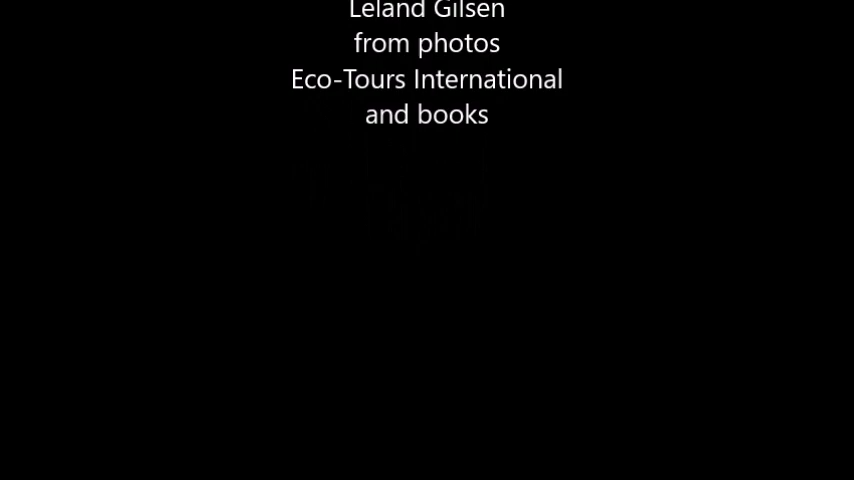 Leland Gilsen
from photos
Eco-Tours International
and books